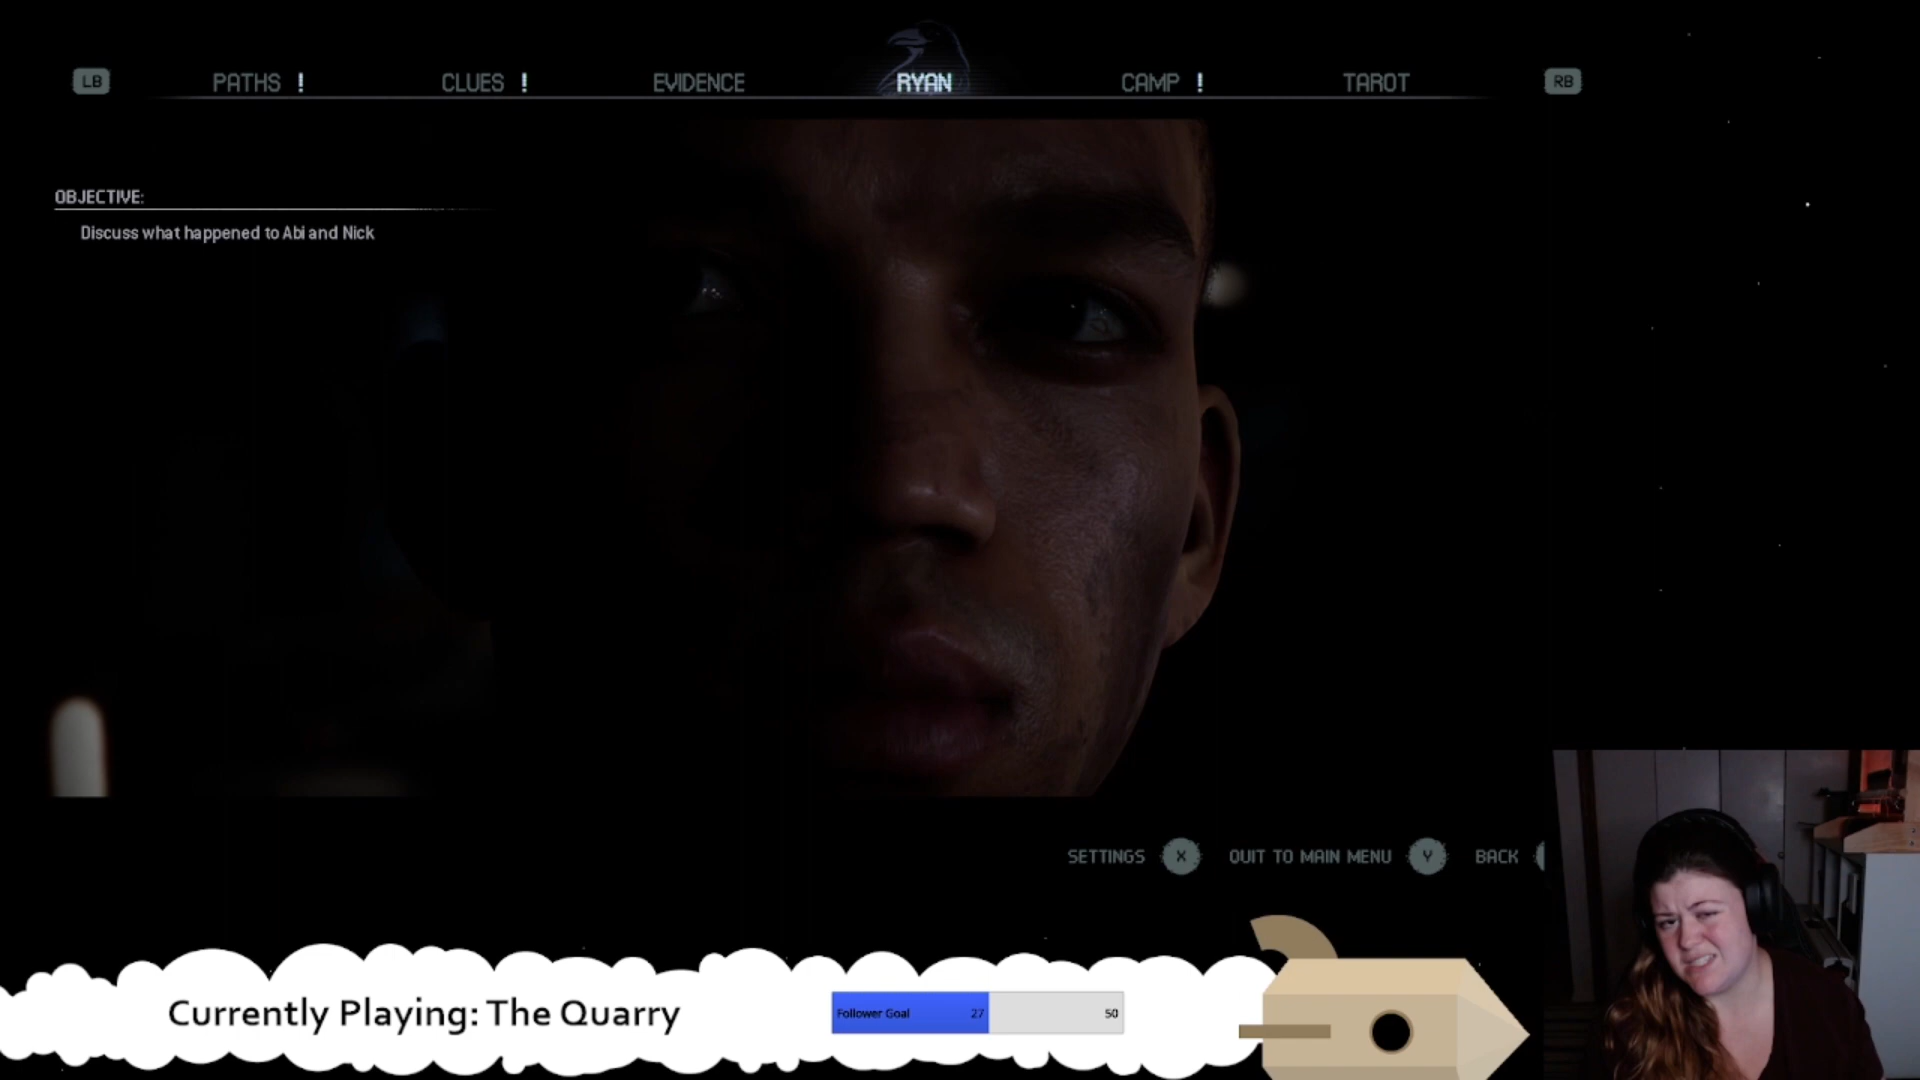 LB PATHS ! CLUES ! EVIDENCE RYAN CAMP ! TAROT RB
OBJECTIVE:
Discuss what happened to Abi and Nick
SETTINGS X QUIT TO MAIN MENU Y BACK
Currently Playing: The Quarry
Follower Goal 27 50